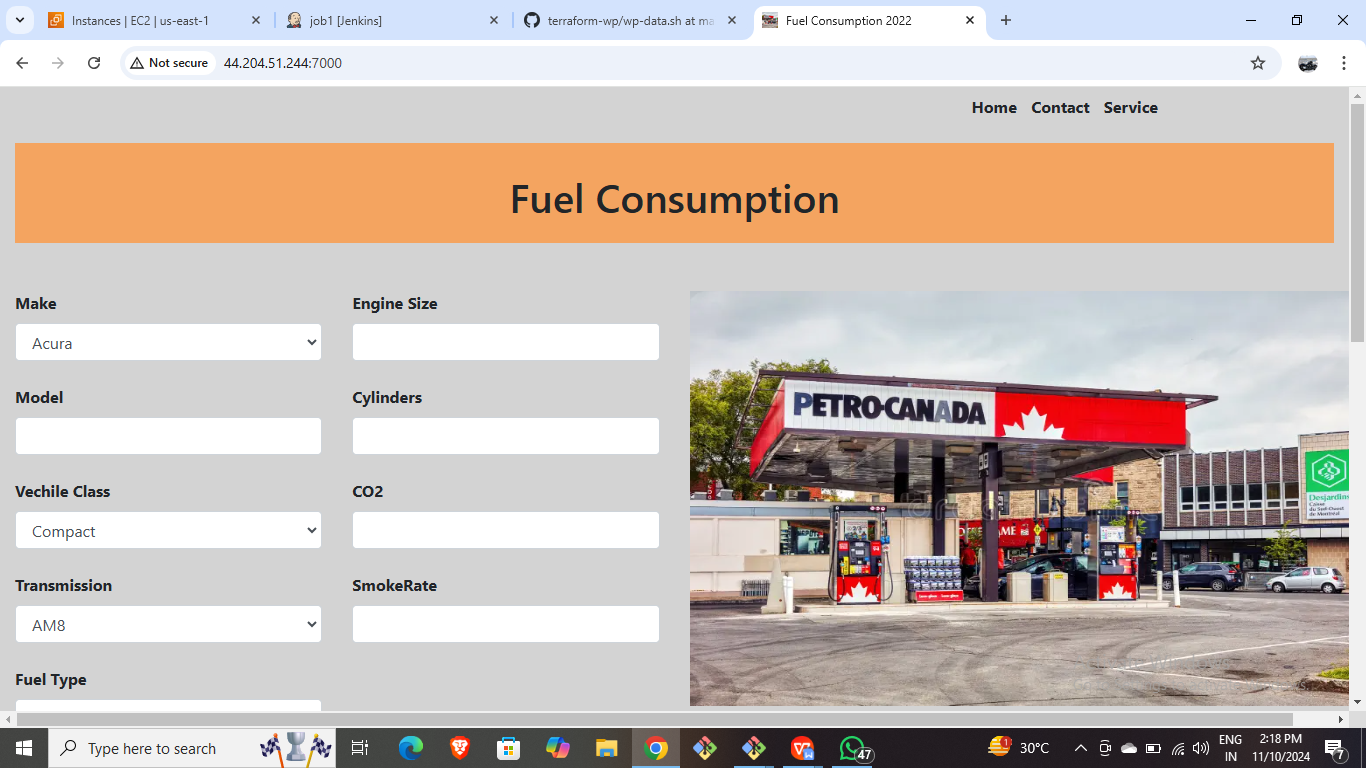 Instances | EC2 | us-east-1
job1 [Jenkins]
terraform-wp/wp-data.sh at ma
Fuel Consumption 2022
Not secure
44.204.51.244:7000
Home Contact Service
Fuel Consumption
Make
Acura
Engine Size
Model
Cylinders
Vechile Class
Compact
CO2
Transmission
AM8
SmokeRate
Fuel Type
PETRO-CANADA
Desjardins
Type here to search
47
1
30°C
ENG
IN
2:18 PM
11/10/2024
7